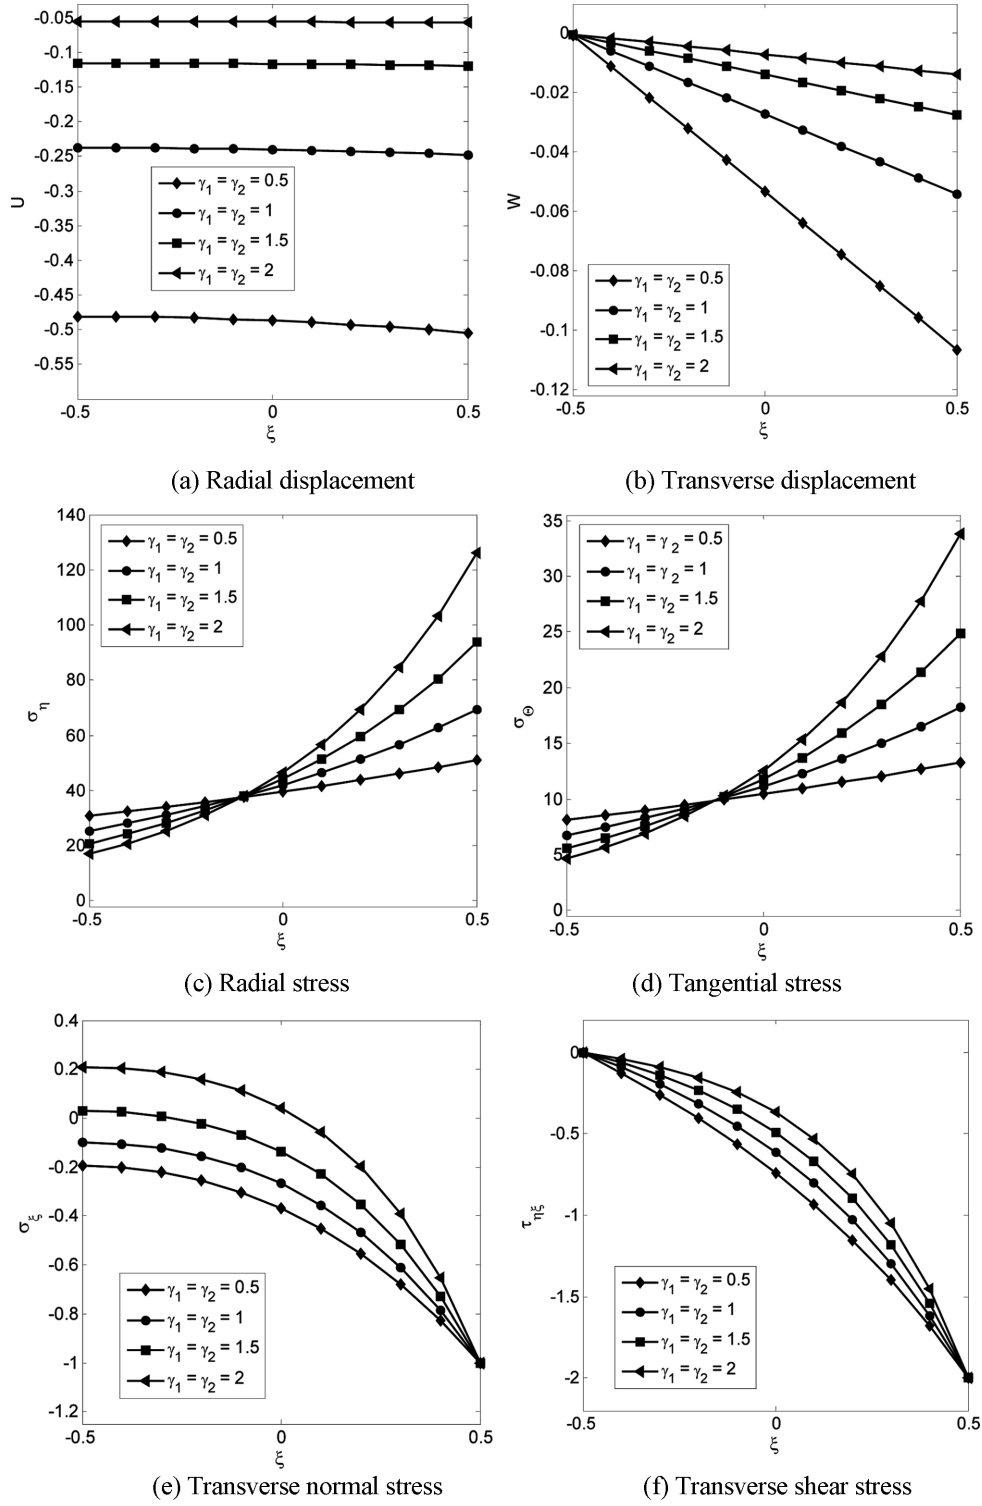 -0.05
-0.1
-0.15
-0.2
-0.25
-0.3
-0.35
-0.4
-0.45
-0.5
-0.55
U
γ1 = γ2 = 0.5
γ1 = γ2 = 1
γ1 = γ2 = 1.5
γ1 = γ2 = 2
-0.5 0 0.5
ξ
(a) Radial displacement
0
-0.02
-0.04
-0.06
-0.08
-0.1
-0.12
W
γ1 = γ2 = 0.5
γ1 = γ2 = 1
γ1 = γ2 = 1.5
γ1 = γ2 = 2
-0.5 0 0.5
ξ
(b) Transverse displacement
140
120
100
80
60
40
20
0
ση
γ1 = γ2 = 0.5
γ1 = γ2 = 1
γ1 = γ2 = 1.5
γ1 = γ2 = 2
-0.5 0 0.5
ξ
(c) Radial stress
35
30
25
20
15
10
5
0
σΘ
γ1 = γ2 = 0.5
γ1 = γ2 = 1
γ1 = γ2 = 1.5
γ1 = γ2 = 2
-0.5 0 0.5
ξ
(d) Tangential stress
0.4
0.2
0
-0.2
-0.4
-0.6
-0.8
-1
-1.2
σξ
γ1 = γ2 = 0.5
γ1 = γ2 = 1
γ1 = γ2 = 1.5
γ1 = γ2 = 2
-0.5 0 0.5
ξ
(e) Transverse normal stress
0
-0.5
-1
-1.5
-2
τηξ
γ1 = γ2 = 0.5
γ1 = γ2 = 1
γ1 = γ2 = 1.5
γ1 = γ2 = 2
-0.5 0 0.5
ξ
(f) Transverse shear stress